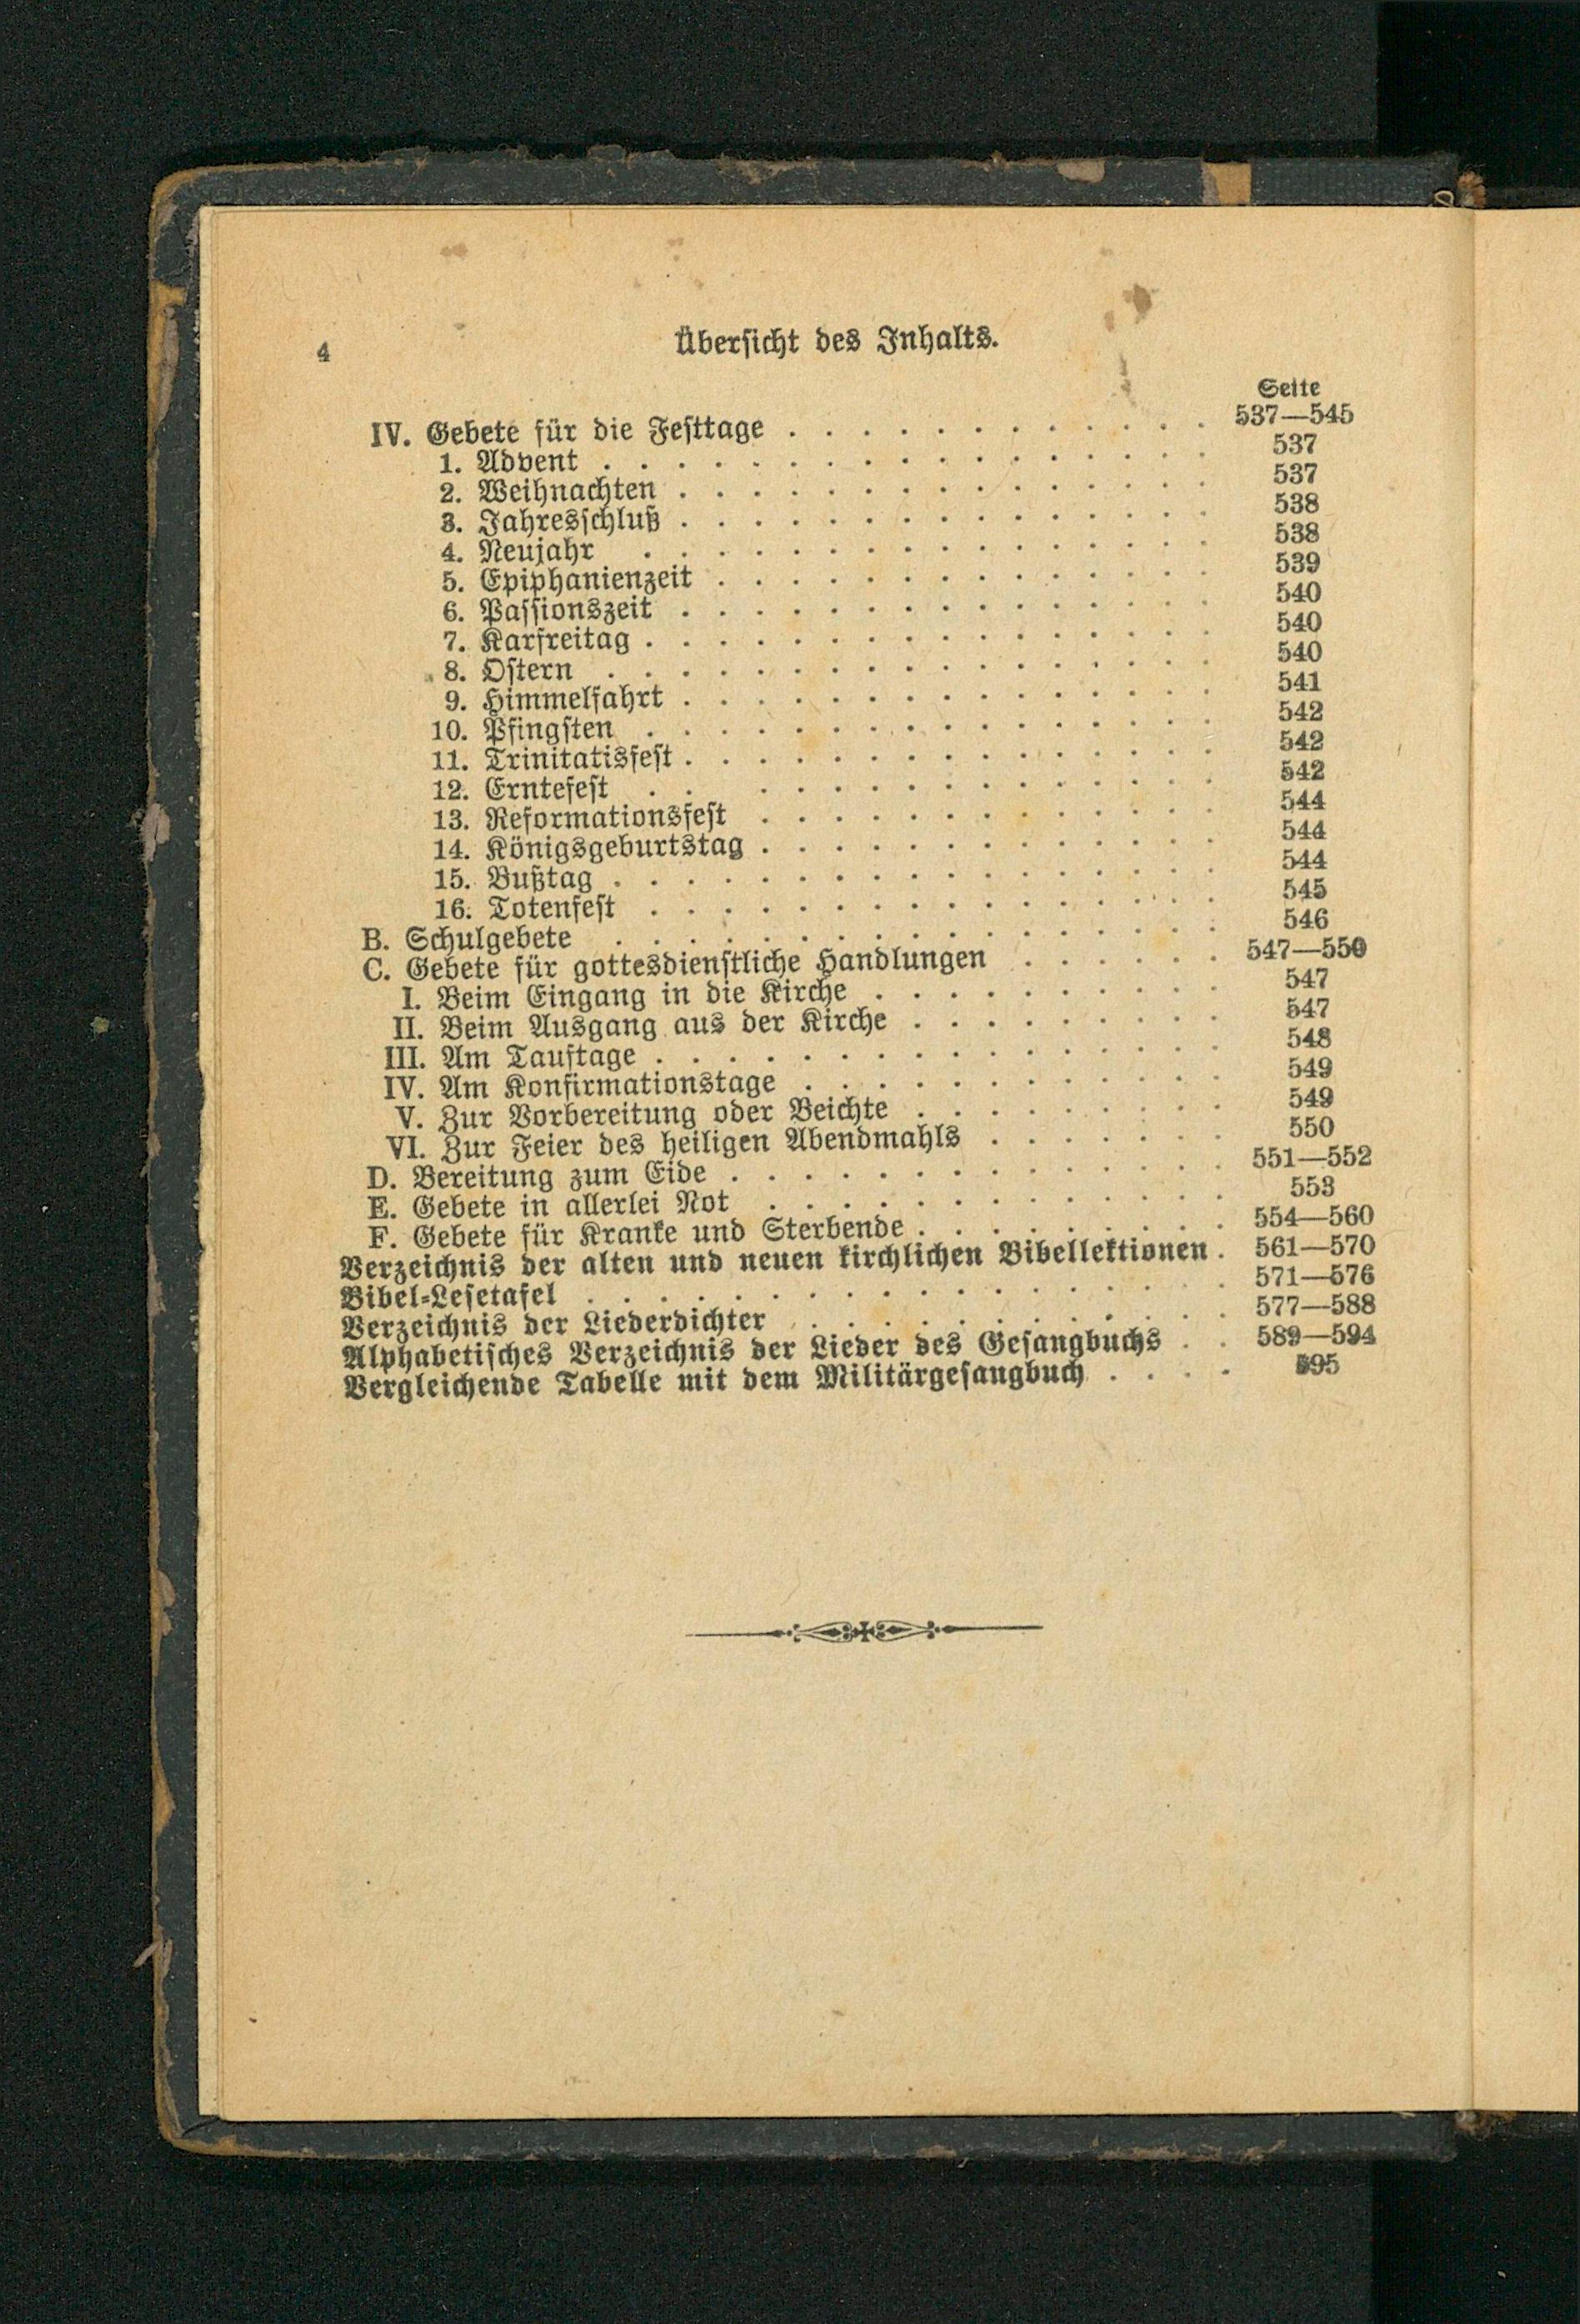 4
Übersicht des Inhalts.
Seite
IV. Gebete für die Festtage . . . . . . . . . . . . 537—545
1. Advent . . . . . . . . . . . . . . . . . 537
2. Weihnachten . . . . . . . . . . . . . . . 537
3. Jahresschluß . . . . . . . . . . . . . . . 538
4. Neujahr . . . . . . . . . . . . . . . . 538
5. Epiphanienzeit . . . . . . . . . . . . . . 539
6. Passionszeit . . . . . . . . . . . . . . . 540
7. Karfreitag . . . . . . . . . . . . . . . . 540
8. Ostern . . . . . . . . . . . . . . . . . 540
9. Himmelfahrt . . . . . . . . . . . . . . . 541
10. Pfingsten . . . . . . . . . . . . . . . . 542
11. Trinitatisfest . . . . . . . . . . . . . . . 542
12. Erntefest . . . . . . . . . . . . . . . 542
13. Reformationsfest . . . . . . . . . . . . . 544
14. Königsgeburtstag . . . . . . . . . . . . . 544
15. Bußtag . . . . . . . . . . . . . . . . . 544
16. Totenfest . . . . . . . . . . . . . . . . 545
B. Schulgebete . . . . . . . . . . . . . . . . . 546
C. Gebete für gottesdienstliche Handlungen . . . . . . 547—550
I. Beim Eingang in die Kirche . . . . . . . . . . 547
II. Beim Ausgang aus der Kirche . . . . . . . . . 547
III. Am Tauftage . . . . . . . . . . . . . . . . 548
IV. Am Konfirmationstage . . . . . . . . . . . . 549
V. Zur Vorbereitung oder Beichte . . . . . . . . . 549
VI. Zur Feier des heiligen Abendmahls . . . . . . . 550
D. Bereitung zum Eide . . . . . . . . . . . . . . 551—552
E. Gebete in allerlei Not . . . . . . . . . . . . . 553
F. Gebete für Kranke und Sterbende . . . . . . . . . 554—560
Verzeichnis der alten und neuen kirchlichen Bibellektionen . 561—570
Bibel-Lesetafel . . . . . . . . . . . . . . . . . . 571—576
Verzeichnis der Liederdichter . . . . . . . . . . . . 577—588
Alphabetisches Verzeichnis der Lieder des Gesangbuchs . . 589—594
Vergleichende Tabelle mit dem Militärgesangbuch . . . . 595